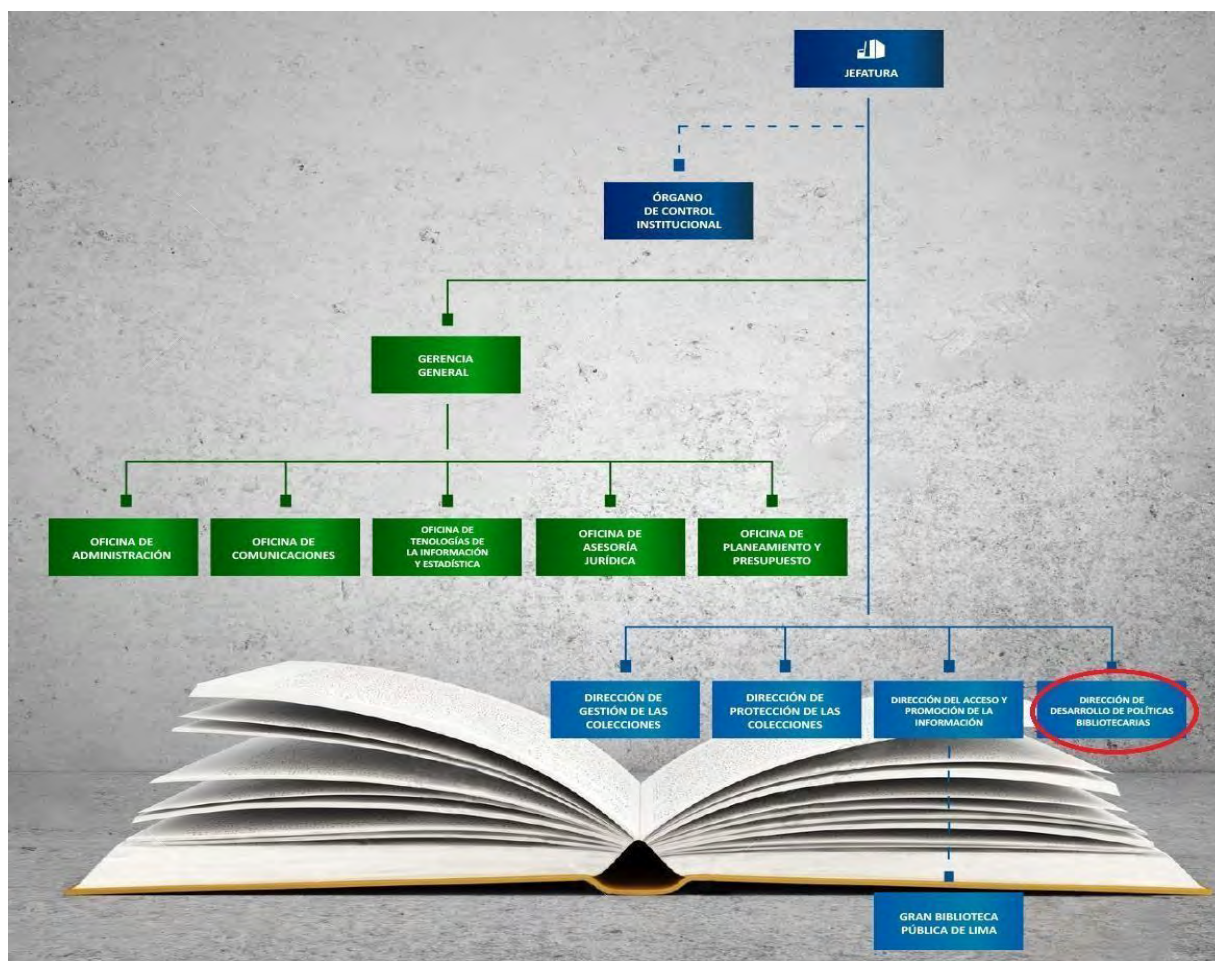 JEFATURA
ÓRGANO
DE CONTROL
INSTITUCIONAL
GERENCIA
GENERAL
OFICINA DE
ADMINISTRACIÓN
OFICINA DE
COMUNICACIONES
OFICINA DE
TENOLOGÍAS DE
LA INFORMACIÓN
Y ESTADÍSTICA
OFICINA DE
ASESORÍA
JURÍDICA
OFICINA DE
PLANEAMIENTO Y
PRESUPUESTO
DIRECCIÓN DE
GESTIÓN DE LAS
COLECCIONES
DIRECCIÓN DE
PROTECCIÓN DE LAS
COLECCIONES
DIRECCIÓN DEL ACCESO Y
PROMOCIÓN DE LA
INFORMACIÓN
DIRECCIÓN DE
DESARROLLO DE POLÍTICAS
BIBLIOTECARIAS
GRAN BIBLIOTECA
PÚBLICA DE LIMA